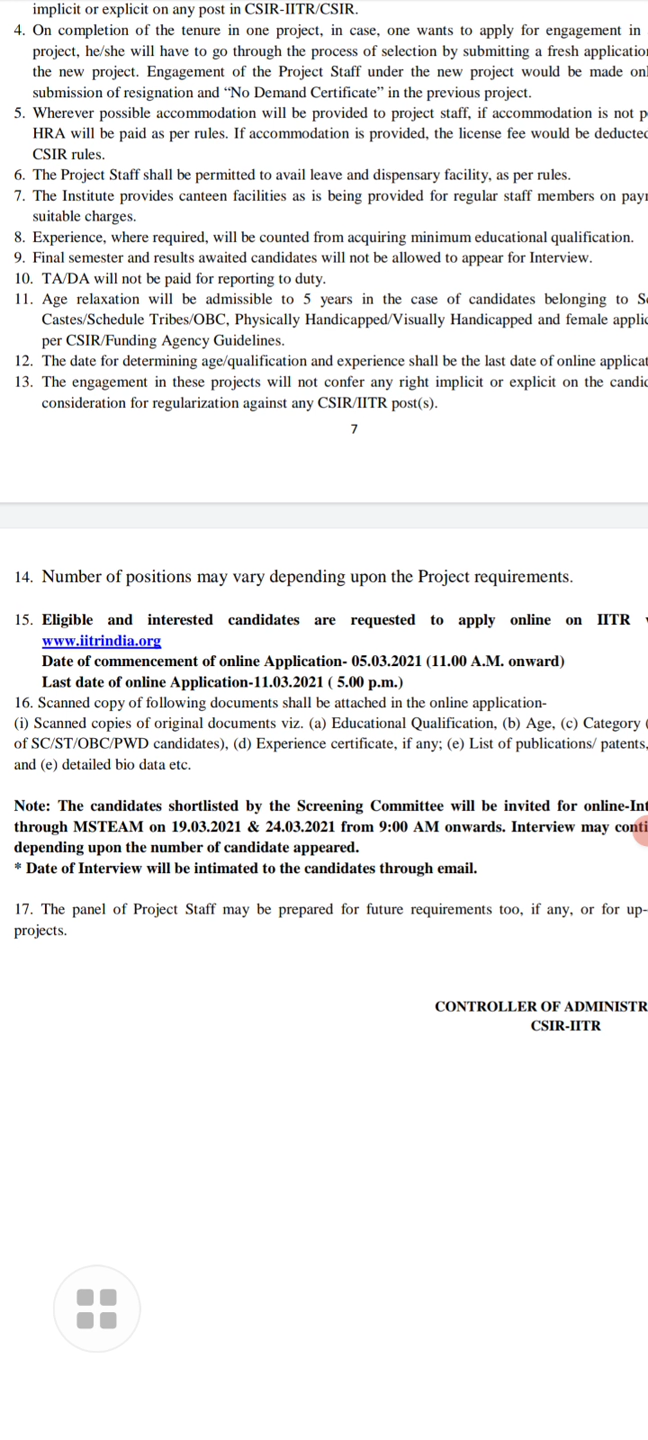 implicit or explicit on any post in CSIR-IITR/CSIR.
4. On completion of the tenure in one project, in case, one wants to apply for engagement in
project, he/she will have to go through the process of selection by submitting a fresh
the new project. Engagement of the Project Staff under the new project would be made
submission of resignation and “No Demand Certificate” in the previous project.
5. Wherever possible accommodation will be provided to project staff, if accommodation is not
HRA will be paid as per rules. If accommodation is provided, the license fee would be
CSIR rules.
6. The Project Staff shall be permitted to avail leave and dispensary facility, as per rules.
7. The Institute provides canteen facilities as is being provided for regular staff members on
suitable charges.
8. Experience, where required, will be counted from acquiring minimum educational qualification.
9. Final semester and results awaited candidates will not be allowed to appear for Interview.
10. TA/DA will not be paid for reporting to duty.
11. Age relaxation will be admissible to 5 years in the case of candidates belonging to
Castes/Schedule Tribes/OBC, Physically Handicapped/Visually Handicapped and female
per CSIR/Funding Agency Guidelines.
12. The date for determining age/qualification and experience shall be the last date of online
13. The engagement in these projects will not confer any right implicit or explicit on the
consideration for regularization against any CSIR/IITR post(s).
7
14. Number of positions may vary depending upon the Project requirements.
15. Eligible and interested candidates are requested to apply online on IITR
www.iitrindia.org
Date of commencement of online Application- 05.03.2021 (11.00 A.M. onward)
Last date of online Application-11.03.2021 ( 5.00 p.m.)
16. Scanned copy of following documents shall be attached in the online application-
(i) Scanned copies of original documents viz. (a) Educational Qualification, (b) Age, (c) Category
of SC/ST/OBC/PWD candidates), (d) Experience certificate, if any; (e) List of publications/ patents,
and (e) detailed bio data etc.
Note: The candidates shortlisted by the Screening Committee will be invited for
through MSTEAM on 19.03.2021 & 24.03.2021 from 9:00 AM onwards. Interview may
depending upon the number of candidate appeared.
* Date of Interview will be intimated to the candidates through email.
17. The panel of Project Staff may be prepared for future requirements too, if any, or for up-
projects.
CONTROLLER OF
CSIR-IITR